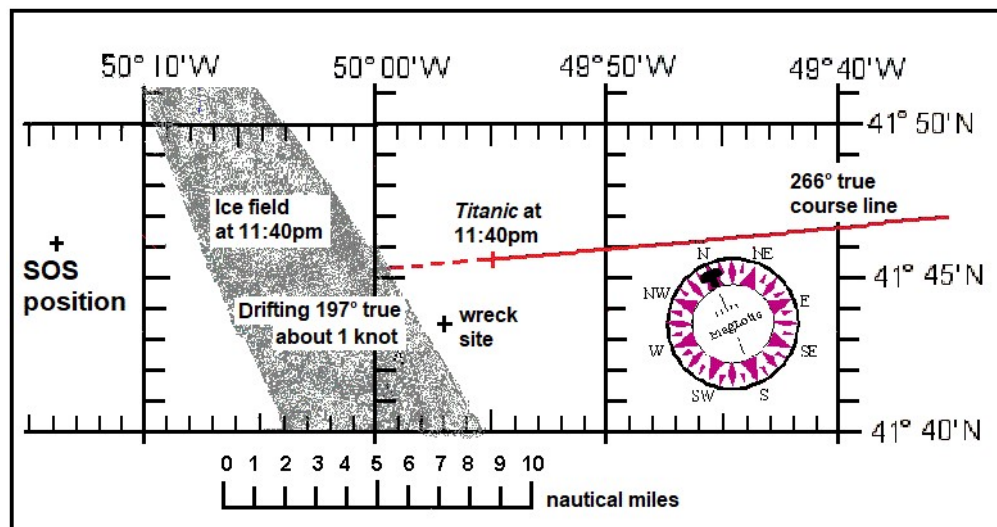 50° 10'W 50° 00'W 49° 50'W 49° 40'W
41° 50'N
266° true
course line
Ice field
at 11:40pm
Titanic at
11:40pm
SOS
position
41° 45'N
Drifting 197° true
about 1 knot
wreck
site
N NE E SE S SW W NW
Magnetic
41° 40'N
0 1 2 3 4 5 6 7 8 9 10
nautical miles